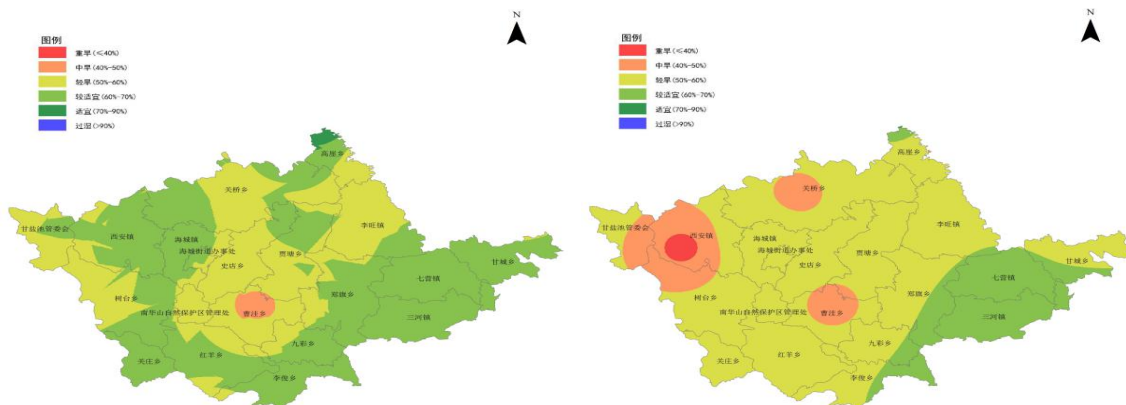 N
图例
重旱(≤40%)
中旱(40%-50%)
轻旱(50%-60%)
轻适宜(60%-70%)
适宜(70%-90%)
过湿(>90%)
高崖乡
关桥乡
李旺镇
甘盐池管委会
西安镇
海城镇
海城街道办事处
史店乡
贾塘乡
甘城乡
七营镇
郑旗乡
树台乡
南华山自然保护区管理处
曹洼乡
三河镇
九彩乡
红羊乡
关庄乡
李俊乡
N
图例
重旱(≤40%)
中旱(40%-50%)
轻旱(50%-60%)
轻适宜(60%-70%)
适宜(70%-90%)
过湿(>90%)
高崖乡
关桥乡
李旺镇
甘盐池管委会
西安镇
海城镇
海城街道办事处
史店乡
贾塘乡
甘城乡
七营镇
郑旗乡
树台乡
南华山自然保护区管理处
曹洼乡
三河镇
九彩乡
红羊乡
关庄乡
李俊乡